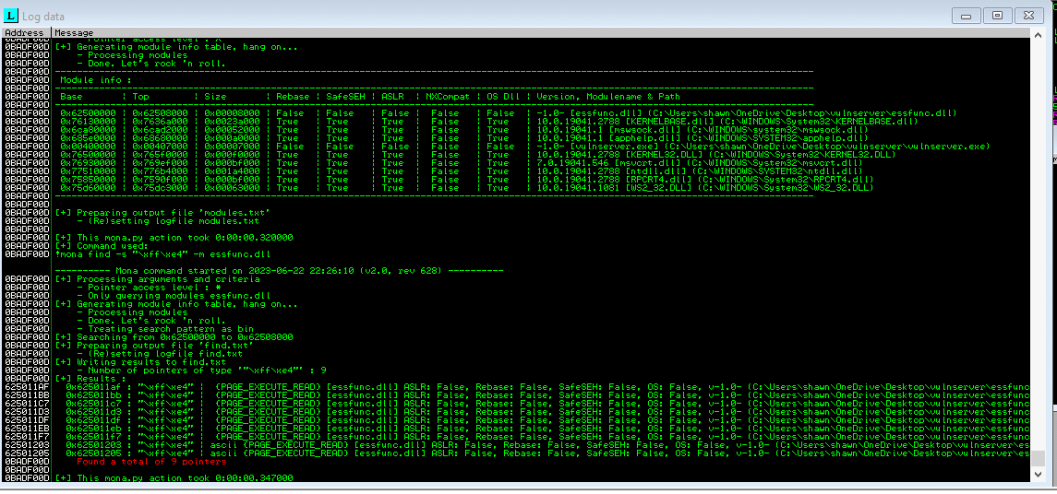 Log data
Address Message
0BADF00D - Pointer access level : X
0BADF00D [+] Generating module info table, hang on...
0BADF00D - Processing modules
0BADF00D - Done. Let's rock 'n roll.
0BADF00D
0BADF00D Module info :
0BADF00D
0BADF00D Base | Top | Size | Rebase | SafeSEH | ASLR | NXCompat | OS Dll | Version, Modulename & Path
0BADF00D
0BADF00D 0x62500000 | 0x62508000 | 0x00008000 | False | False | False | False | False | -1.0- [essfunc.dll] (C:\Users\shawn\OneDrive\Desktop\vulnserver\essfunc.dll)
0BADF00D 0x76130000 | 0x7636a000 | 0x0023a000 | True | True | True | False | True | 10.0.19041.2788 [KERNELBASE.dll] (C:\WINDOWS\System32\KERNELBASE.dll)
0BADF00D 0x6ca80000 | 0x6cad2000 | 0x00052000 | True | True | True | False | True | 10.0.19041.1 [mswsock.dll] (C:\WINDOWS\system32\mswsock.dll)
0BADF00D 0x685e0000 | 0x68680000 | 0x000a0000 | True | True | True | False | True | 10.0.19041.1 [apphelp.dll] (C:\WINDOWS\SYSTEM32\apphelp.dll)
0BADF00D 0x00400000 | 0x00407000 | 0x00007000 | False | False | False | False | False | -1.0- [vulnserver.exe] (C:\Users\shawn\OneDrive\Desktop\vulnserver\vulnserver.exe)
0BADF00D 0x76500000 | 0x765f0000 | 0x000f0000 | True | True | True | False | True | 10.0.19041.2788 [KERNEL32.DLL] (C:\WINDOWS\System32\KERNEL32.DLL)
0BADF00D 0x76930000 | 0x769ef000 | 0x000bf000 | True | True | True | False | True | 7.0.19041.546 [msvcrt.dll] (C:\WINDOWS\System32\msvcrt.dll)
0BADF00D 0x77510000 | 0x776b4000 | 0x001a4000 | True | True | True | False | True | 10.0.19041.2788 [ntdll.dll] (C:\WINDOWS\SYSTEM32\ntdll.dll)
0BADF00D 0x75850000 | 0x7590f000 | 0x000bf000 | True | True | True | False | True | 10.0.19041.2788 [RPCRT4.dll] (C:\WINDOWS\System32\RPCRT4.dll)
0BADF00D 0x75d60000 | 0x75dc3000 | 0x00063000 | True | True | True | False | True | 10.0.19041.1081 [WS2_32.DLL] (C:\WINDOWS\System32\WS2_32.DLL)
0BADF00D
0BADF00D
0BADF00D [+] Preparing output file 'modules.txt'
0BADF00D - (Re)setting logfile modules.txt
0BADF00D
0BADF00D [+] This mona.py action took 0:00:00.320000
0BADF00D [+] Command used:
0BADF00D !mona find -s "\xff\xe4" -m essfunc.dll
---------- Mona command started on 2023-06-22 22:26:10 (v2.0, rev 628) ----------
0BADF00D [+] Processing arguments and criteria
0BADF00D - Pointer access level : *
0BADF00D - Only querying modules essfunc.dll
0BADF00D [+] Generating module info table, hang on...
0BADF00D - Processing modules
0BADF00D - Done. Let's rock 'n roll.
0BADF00D - Treating search pattern as bin
0BADF00D [+] Searching from 0x62500000 to 0x62508000
0BADF00D [+] Preparing output file 'find.txt'
0BADF00D - (Re)setting logfile find.txt
0BADF00D [+] Writing results to find.txt
0BADF00D - Number of pointers of type '"\xff\xe4"' : 9
0BADF00D [+] Results :
625011AF 0x625011af : "\xff\xe4" | {PAGE_EXECUTE_READ} [essfunc.dll] ASLR: False, Rebase: False, SafeSEH: False, OS: False, v-1.0- (C:\Users\shawn\OneDrive\Desktop\vulnserver\essfunc
625011BB 0x625011bb : "\xff\xe4" | {PAGE_EXECUTE_READ} [essfunc.dll] ASLR: False, Rebase: False, SafeSEH: False, OS: False, v-1.0- (C:\Users\shawn\OneDrive\Desktop\vulnserver\essfunc
625011C7 0x625011c7 : "\xff\xe4" | {PAGE_EXECUTE_READ} [essfunc.dll] ASLR: False, Rebase: False, SafeSEH: False, OS: False, v-1.0- (C:\Users\shawn\OneDrive\Desktop\vulnserver\essfunc
625011D3 0x625011d3 : "\xff\xe4" | {PAGE_EXECUTE_READ} [essfunc.dll] ASLR: False, Rebase: False, SafeSEH: False, OS: False, v-1.0- (C:\Users\shawn\OneDrive\Desktop\vulnserver\essfunc
625011DF 0x625011df : "\xff\xe4" | {PAGE_EXECUTE_READ} [essfunc.dll] ASLR: False, Rebase: False, SafeSEH: False, OS: False, v-1.0- (C:\Users\shawn\OneDrive\Desktop\vulnserver\essfunc
625011EB 0x625011eb : "\xff\xe4" | {PAGE_EXECUTE_READ} [essfunc.dll] ASLR: False, Rebase: False, SafeSEH: False, OS: False, v-1.0- (C:\Users\shawn\OneDrive\Desktop\vulnserver\essfunc
625011F7 0x625011f7 : "\xff\xe4" | {PAGE_EXECUTE_READ} [essfunc.dll] ASLR: False, Rebase: False, SafeSEH: False, OS: False, v-1.0- (C:\Users\shawn\OneDrive\Desktop\vulnserver\essfunc
62501203 0x62501203 : "\xff\xe4" | ascii {PAGE_EXECUTE_READ} [essfunc.dll] ASLR: False, Rebase: False, SafeSEH: False, OS: False, v-1.0- (C:\Users\shawn\OneDrive\Desktop\vulnserver\es
62501205 0x62501205 : "\xff\xe4" | ascii {PAGE_EXECUTE_READ} [essfunc.dll] ASLR: False, Rebase: False, SafeSEH: False, OS: False, v-1.0- (C:\Users\shawn\OneDrive\Desktop\vulnserver\es
0BADF00D Found a total of 9 pointers
0BADF00D
0BADF00D [+] This mona.py action took 0:00:00.347000